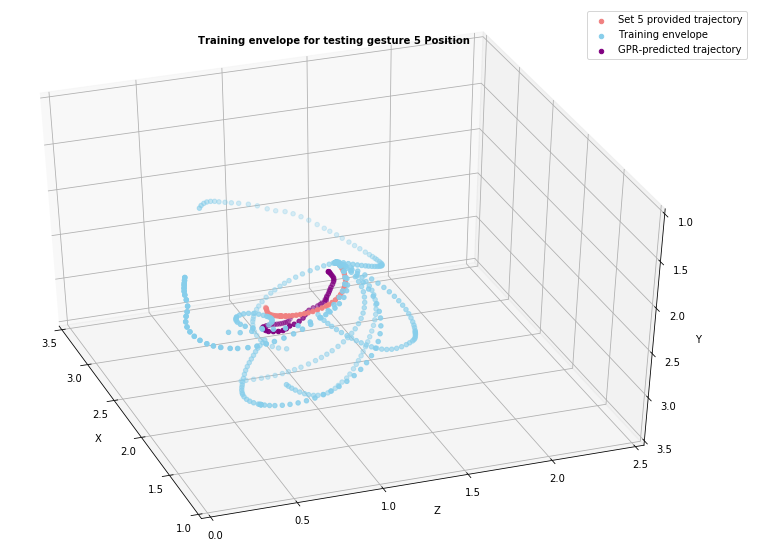 Training envelope for testing gesture 5 Position
Set 5 provided trajectory
Training envelope
GPR-predicted trajectory
3.5
3.0
2.5
2.0
1.5
1.0
X
0.0
0.5
1.0
1.5
2.0
2.5
Z
1.0
1.5
2.0
2.5
3.0
3.5
Y